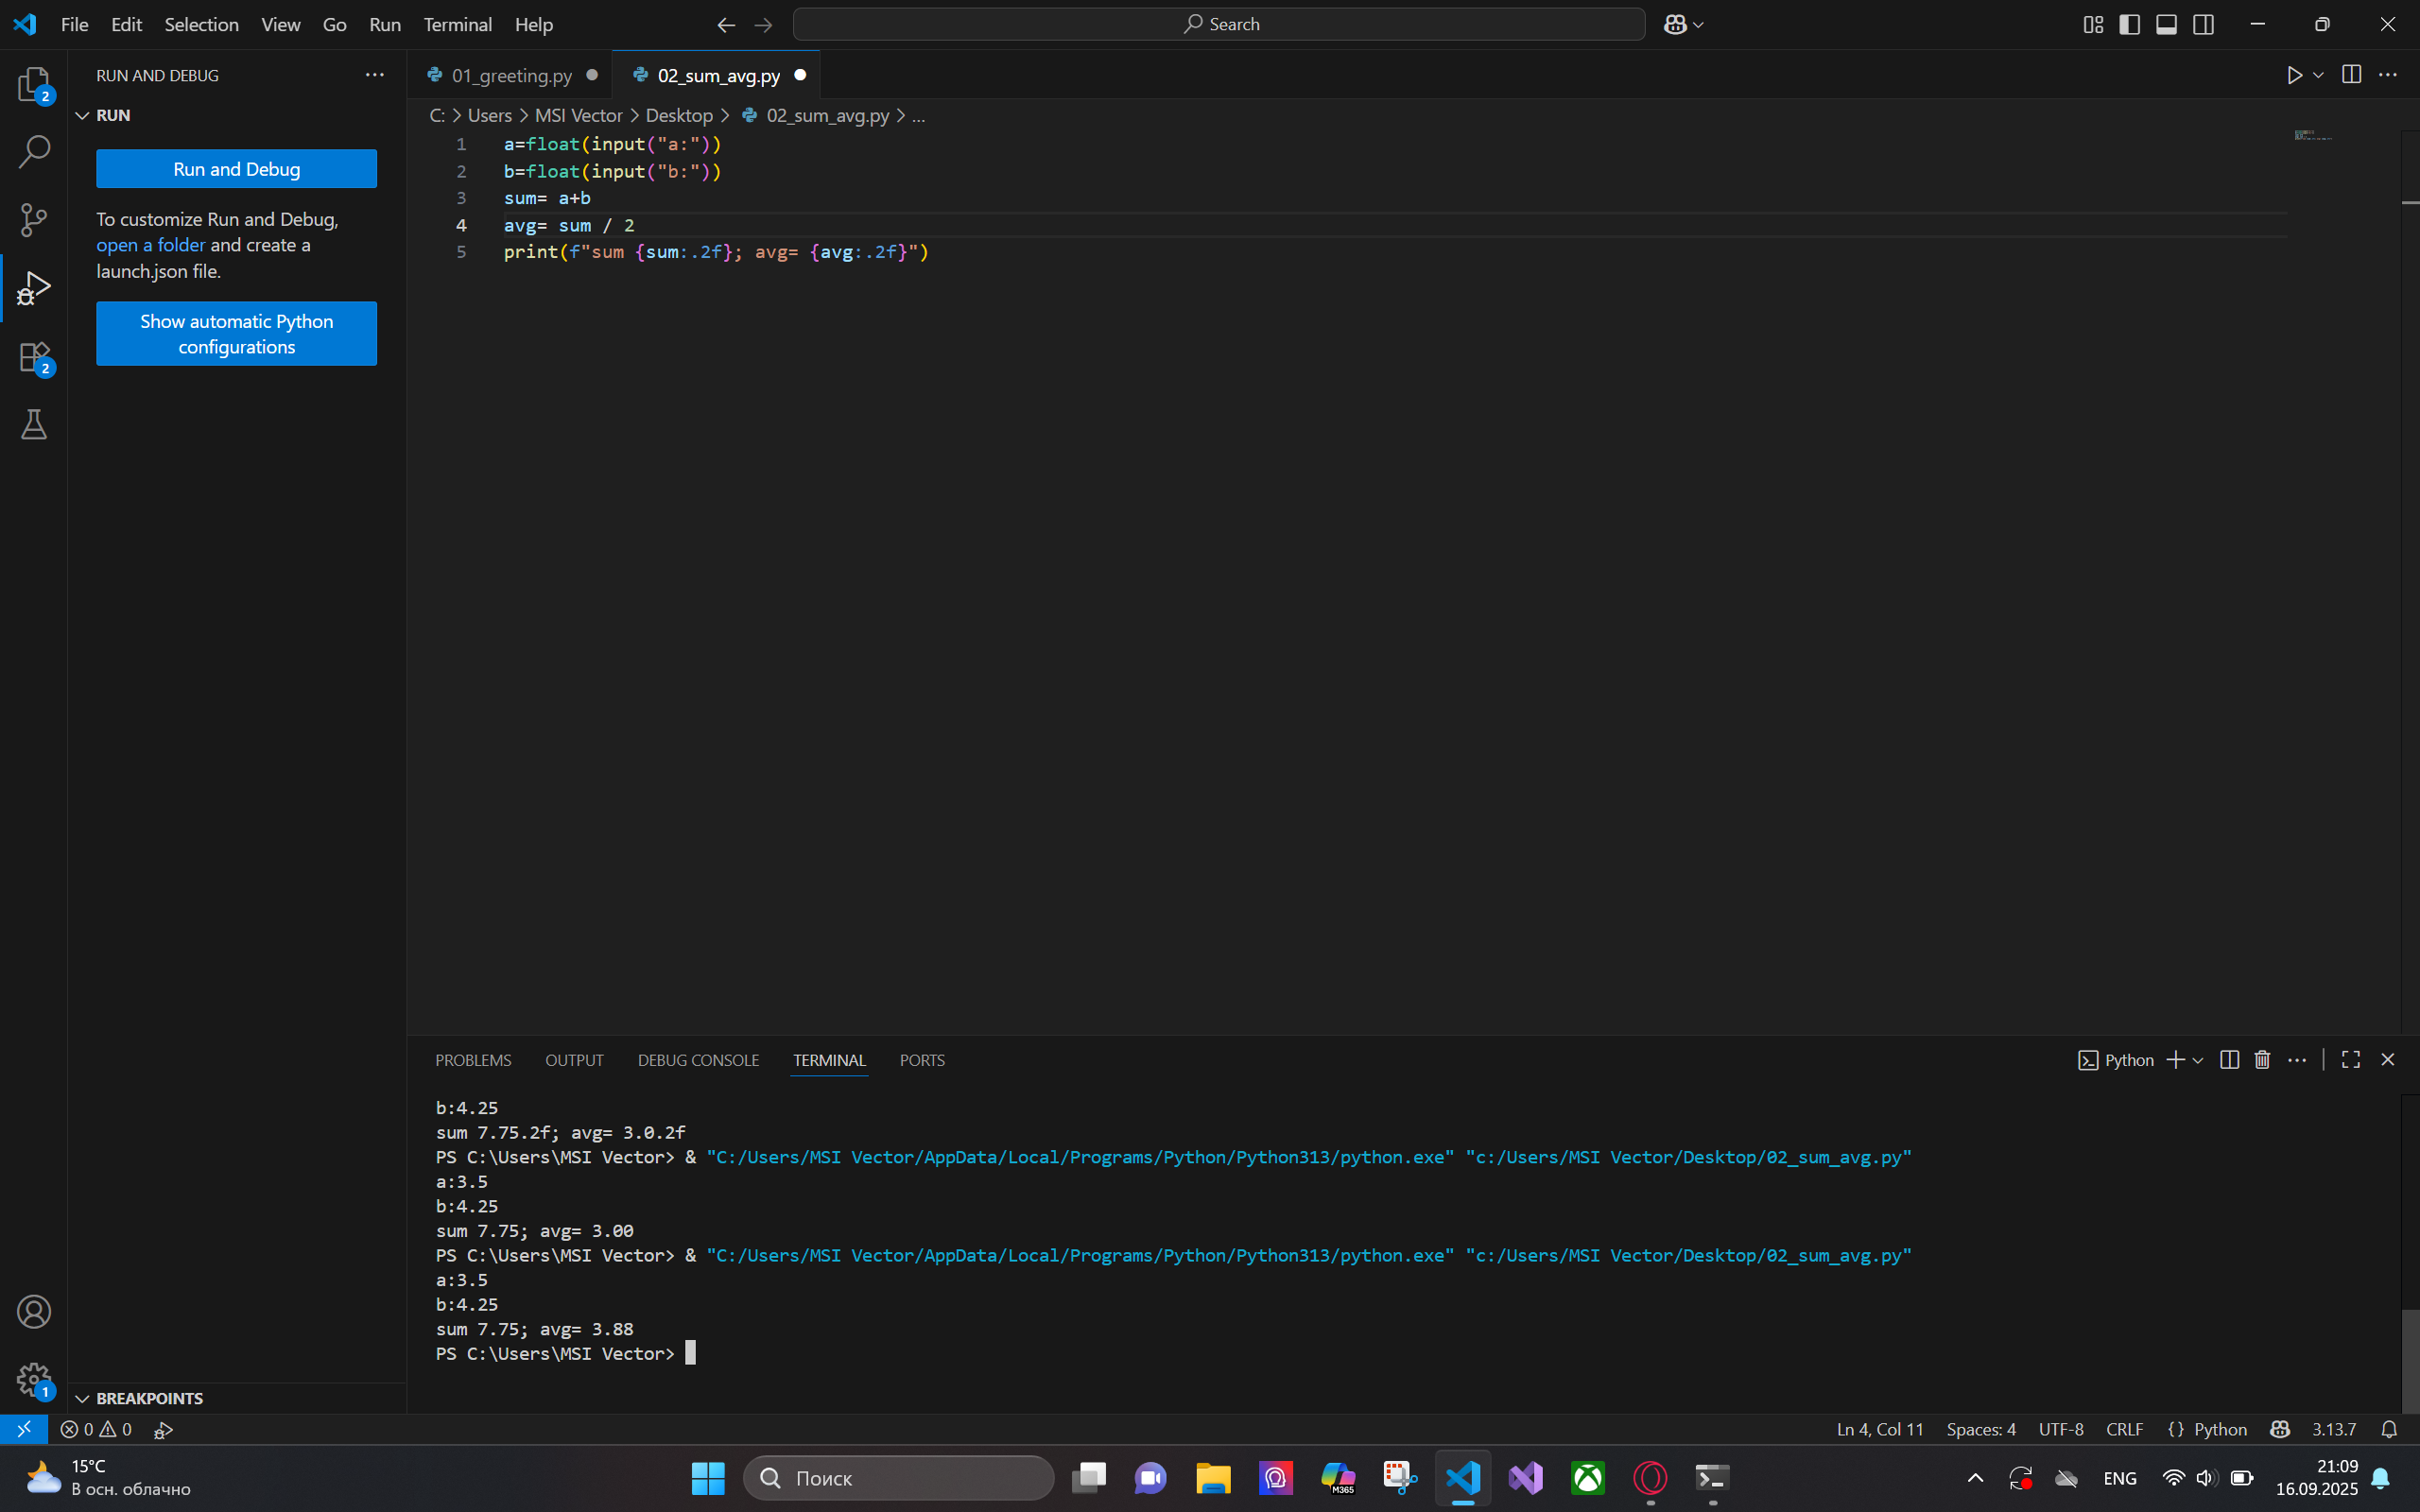 File Edit Selection View Go Run Terminal Help
Search
RUN AND DEBUG
RUN
Run and Debug
To customize Run and Debug,
open a folder and create a
launch.json file.
Show automatic Python
configurations
BREAKPOINTS
2
2
1
01_greeting.py
02_sum_avg.py
C: > Users > MSI Vector > Desktop > 02_sum_avg.py > ...
1 a=float(input("a:"))
2 b=float(input("b:"))
3 sum= a+b
4 avg= sum / 2
5 print(f"sum {sum:.2f}; avg= {avg:.2f}")
PROBLEMS OUTPUT DEBUG CONSOLE TERMINAL PORTS
Python
b:4.25
sum 7.75.2f; avg= 3.0.2f
PS C:\Users\MSI Vector> & "C:/Users/MSI Vector/AppData/Local/Programs/Python/Python313/python.exe" "c:/Users/MSI Vector/Desktop/02_sum_avg.py"
a:3.5
b:4.25
sum 7.75; avg= 3.00
PS C:\Users\MSI Vector> & "C:/Users/MSI Vector/AppData/Local/Programs/Python/Python313/python.exe" "c:/Users/MSI Vector/Desktop/02_sum_avg.py"
a:3.5
b:4.25
sum 7.75; avg= 3.88
PS C:\Users\MSI Vector>
0 0
Ln 4, Col 11 Spaces: 4 UTF-8 CRLF {} Python 3.13.7
15°C
В осн. облачно
Поиск
M365
ENG
21:09
16.09.2025